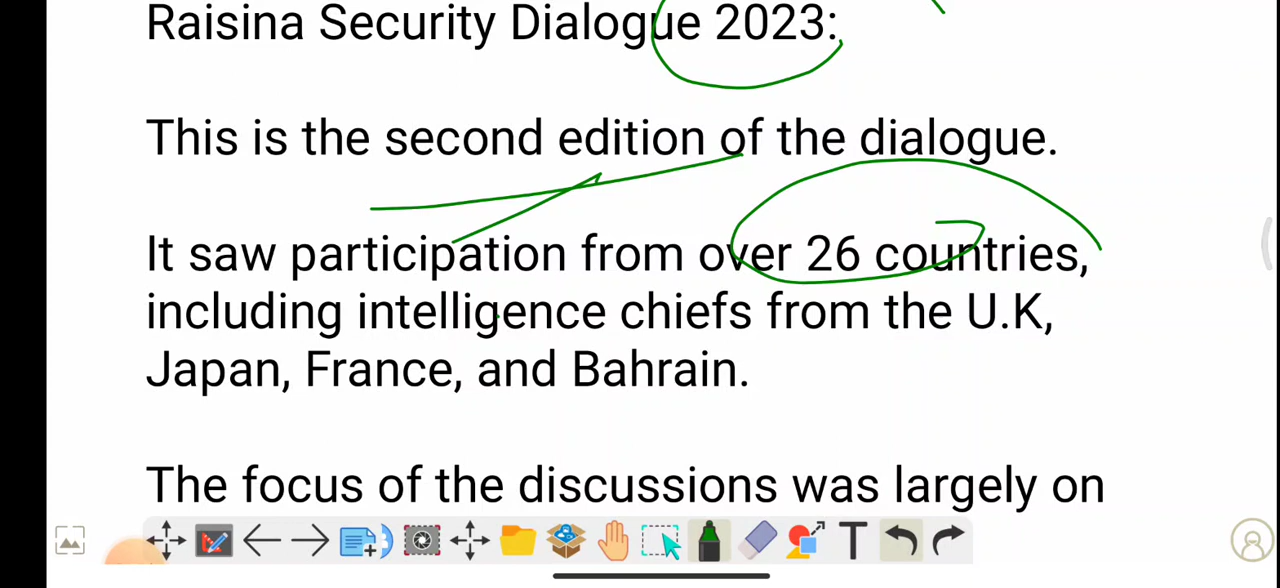 Raisina Security Dialogue 2023:
This is the second edition of the dialogue.
It saw participation from over 26 countries,
including intelligence chiefs from the U.K,
Japan, France, and Bahrain.
The focus of the discussions was largely on